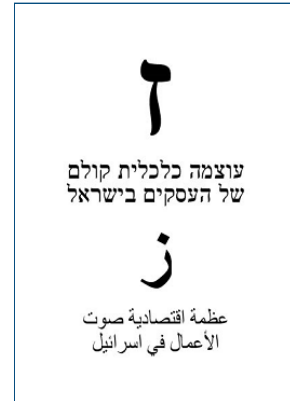 ז
עוצמה כלכלית קולם
של העסקים בישראל
ز
عظمة اقتصادية صوت
الأعمال في اسرائيل